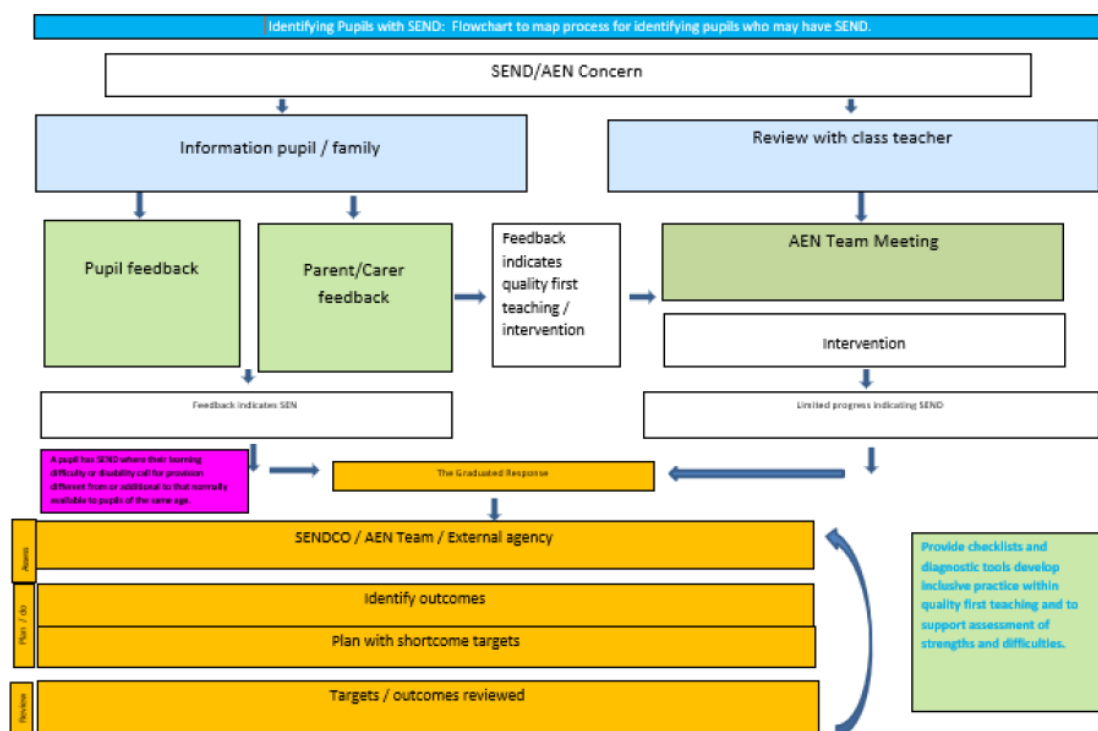 Identifying Pupils with SEND:  Flowchart to map process for identifying pupils who may have SEND.
SEND/AEN Concern
Information pupil / family
Review with class teacher
Pupil feedback
Parent/Carer
feedback
Feedback
indicates
quality first
teaching /
intervention
AEN Team Meeting
Intervention
Feedback indicates SEN
Limited progress indicating SEND
A pupil has SEND where their learning
difficulty or disability call for provision
different from or additional to that normally
available to pupils of the same age.
The Graduated Response
Assess
SENDCO / AEN Team / External agency
Plan / do
Identify outcomes
Plan with shortcome targets
Review
Targets / outcomes reviewed
Provide checklists and
diagnostic tools develop
inclusive practice within
quality first teaching and to
support assessment of
strengths and difficulties.